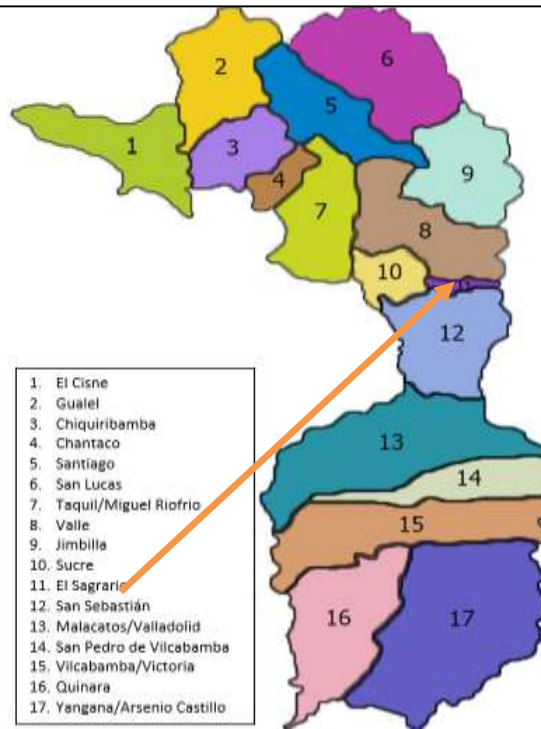 6
2
5
3
1
4
9
7
8
10
12
13
14
15
16
17
1. El Cisne
2. Gualel
3. Chiquiribamba
4. Chantaco
5. Santiago
6. San Lucas
7. Taquil/Miguel Riofrio
8. Valle
9. Jimbilla
10. Sucre
11. El Sagrario
12. San Sebastián
13. Malacatos/Valladolid
14. San Pedro de Vilcabamba
15. Vilcabamba/Victoria
16. Quinara
17. Yangana/Arsenio Castillo